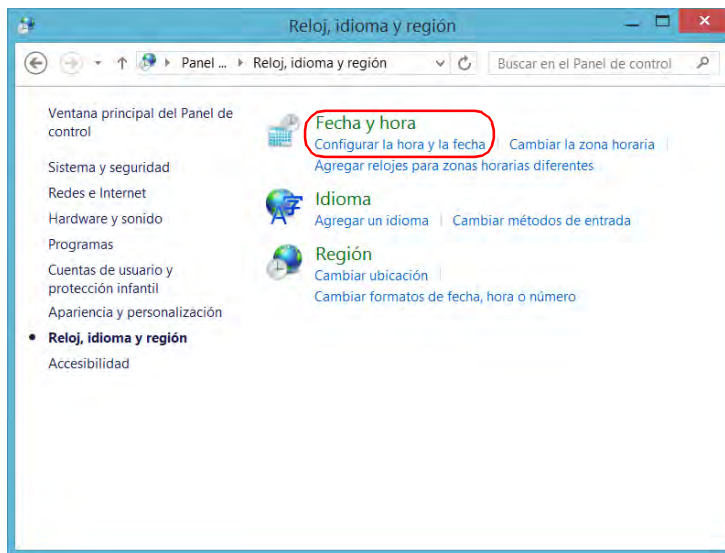 Reloj, idioma y región
Panel ... Reloj, idioma y región
Buscar en el Panel de control
Ventana principal del Panel de
control
Sistema y seguridad
Redes e Internet
Hardware y sonido
Programas
Cuentas de usuario y
protección infantil
Apariencia y personalización
Reloj, idioma y región
Accesibilidad
Fecha y hora
Configurar la hora y la fecha Cambiar la zona horaria
Agregar relojes para zonas horarias diferentes
Idioma
Agregar un idioma Cambiar métodos de entrada
Región
Cambiar ubicación
Cambiar formatos de fecha, hora o número